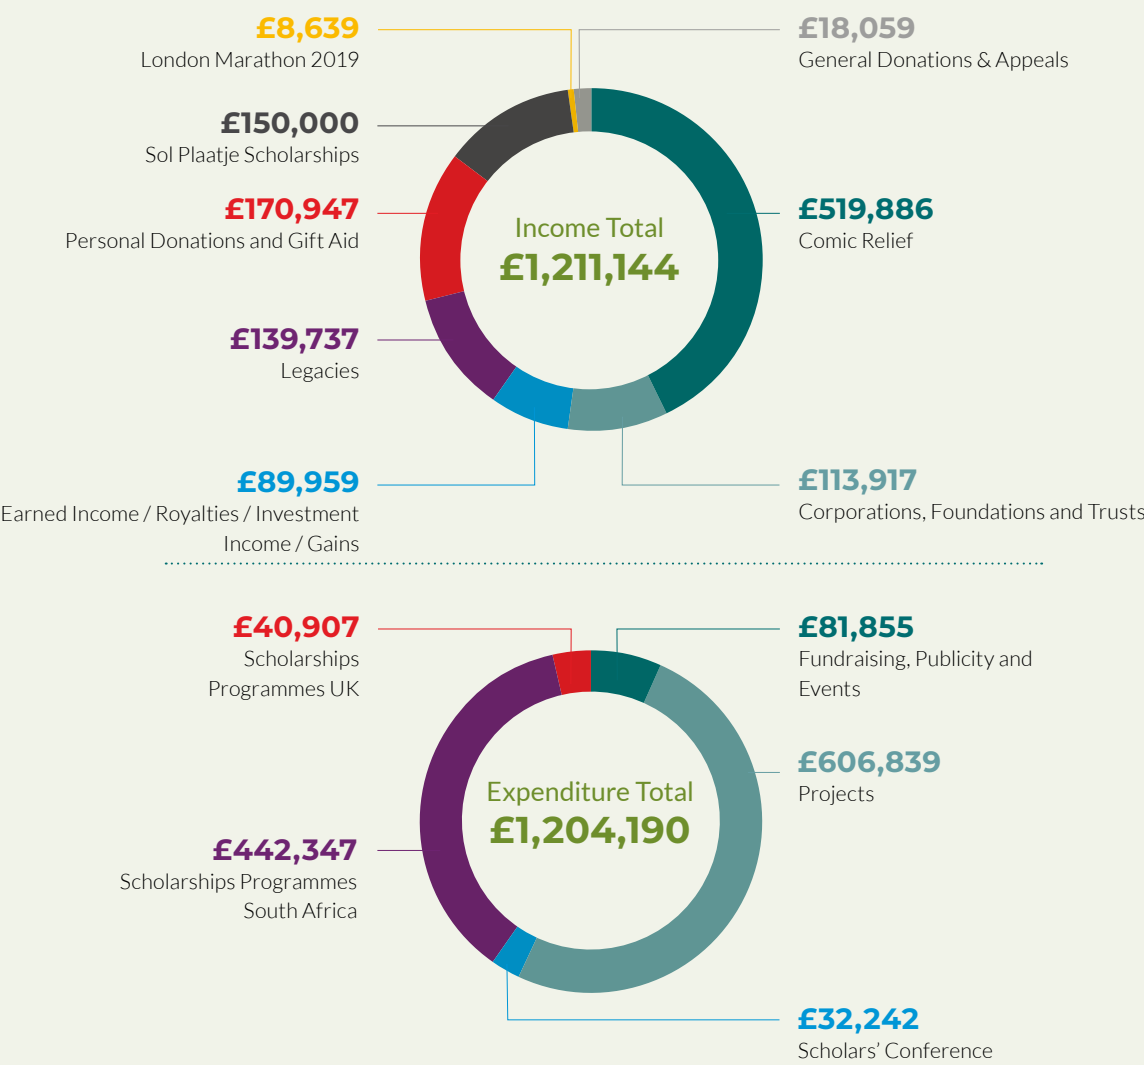 £8,639
London Marathon 2019
£150,000
Sol Plaatje Scholarships
£170,947
Personal Donations and Gift Aid
£139,737
Legacies
£89,959
Earned Income / Royalties / Investment
Income / Gains
Income Total
£1,211,144
£18,059
General Donations & Appeals
£519,886
Comic Relief
£113,917
Corporations, Foundations and Trusts
£40,907
Scholarships
Programmes UK
£442,347
Scholarships Programmes
South Africa
Expenditure Total
£1,204,190
£81,855
Fundraising, Publicity and
Events
£606,839
Projects
£32,242
Scholars’ Conference